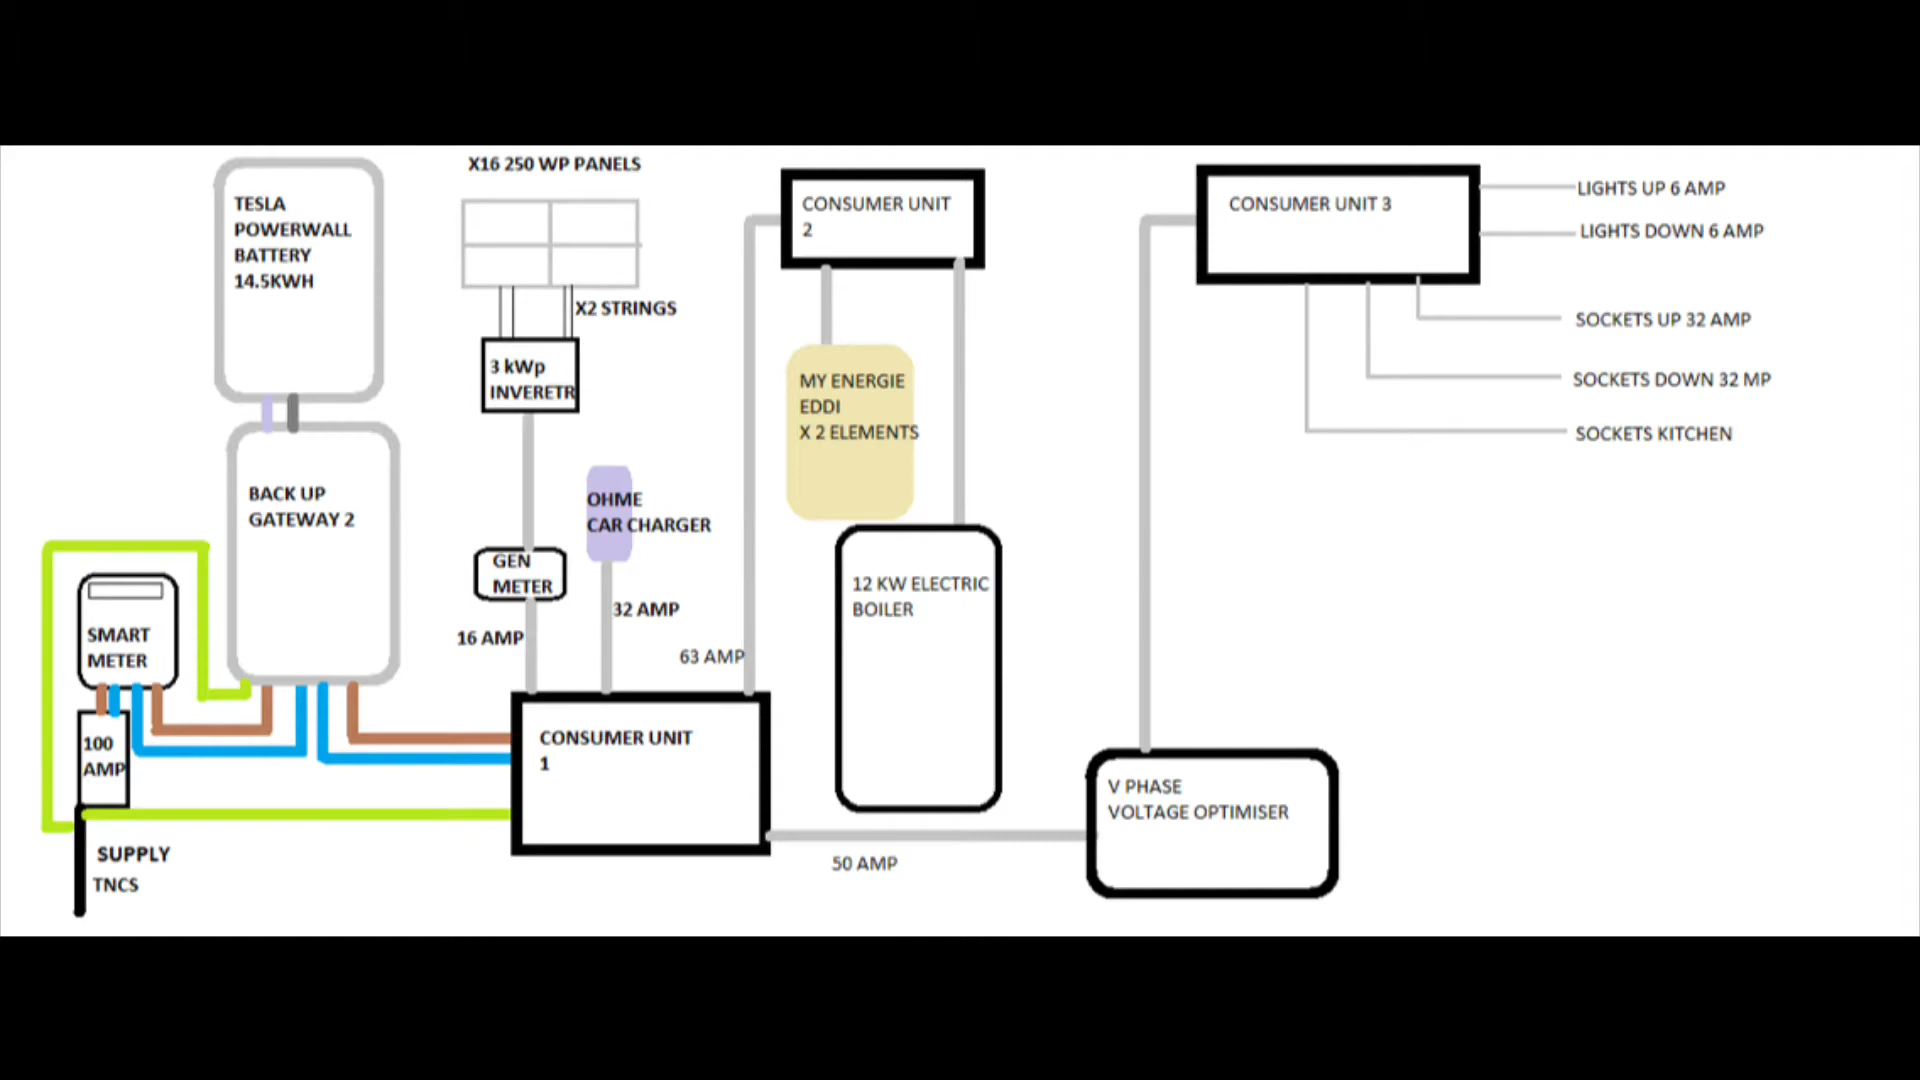 X16 250 WP PANELS
TESLA
POWERWALL
BATTERY
14.5KWH
X2 STRINGS
3 kWp
INVERETR
CONSUMER UNIT
2
CONSUMER UNIT 3
LIGHTS UP 6 AMP
LIGHTS DOWN 6 AMP
SOCKETS UP 32 AMP
SOCKETS DOWN 32 MP
SOCKETS KITCHEN
MY ENERGIE
EDDI
X 2 ELEMENTS
BACK UP
GATEWAY 2
OHME
CAR CHARGER
GEN
METER
32 AMP
16 AMP
63 AMP
12 KW ELECTRIC
BOILER
SMART
METER
100
AMP
CONSUMER UNIT
1
V PHASE
VOLTAGE OPTIMISER
50 AMP
SUPPLY
TNCS